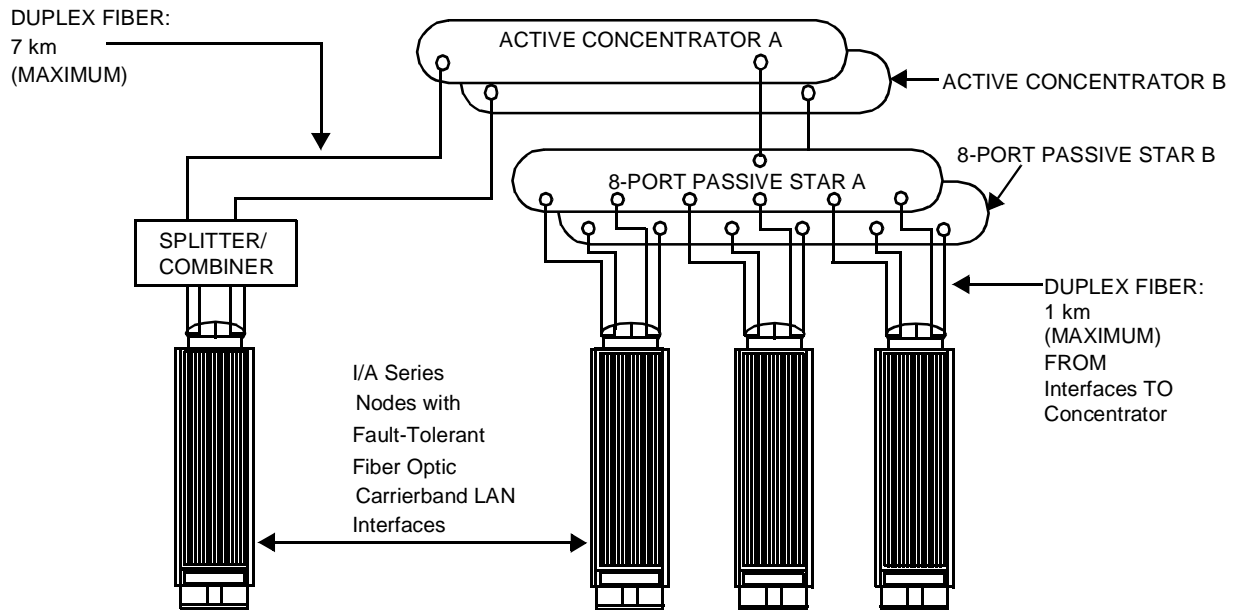 DUPLEX FIBER:
7 km
(MAXIMUM)
ACTIVE CONCENTRATOR A
ACTIVE CONCENTRATOR B
8-PORT PASSIVE STAR B
8-PORT PASSIVE STAR A
SPLITTER/
COMBINER
DUPLEX FIBER:
1 km
(MAXIMUM)
FROM
Interfaces TO
Concentrator
I/A Series
Nodes with
Fault-Tolerant
Fiber Optic
Carrierband LAN
Interfaces